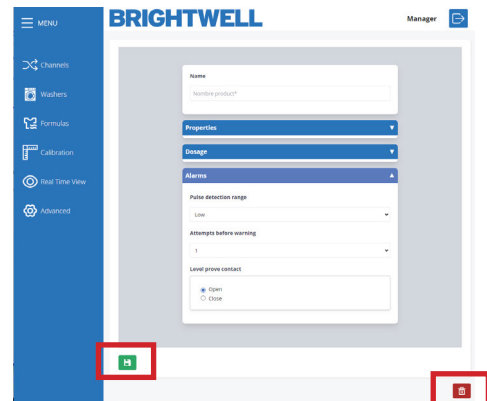 MENU
BRIGHTWELL
Manager
Channels
Washers
Formulas
Calibration
Real Time View
Advanced
Name
Nombre product*
Properties
Dosage
Alarms
Pulse detection range
Low
Attempts before warning
1
Level prove contact
Open
Close